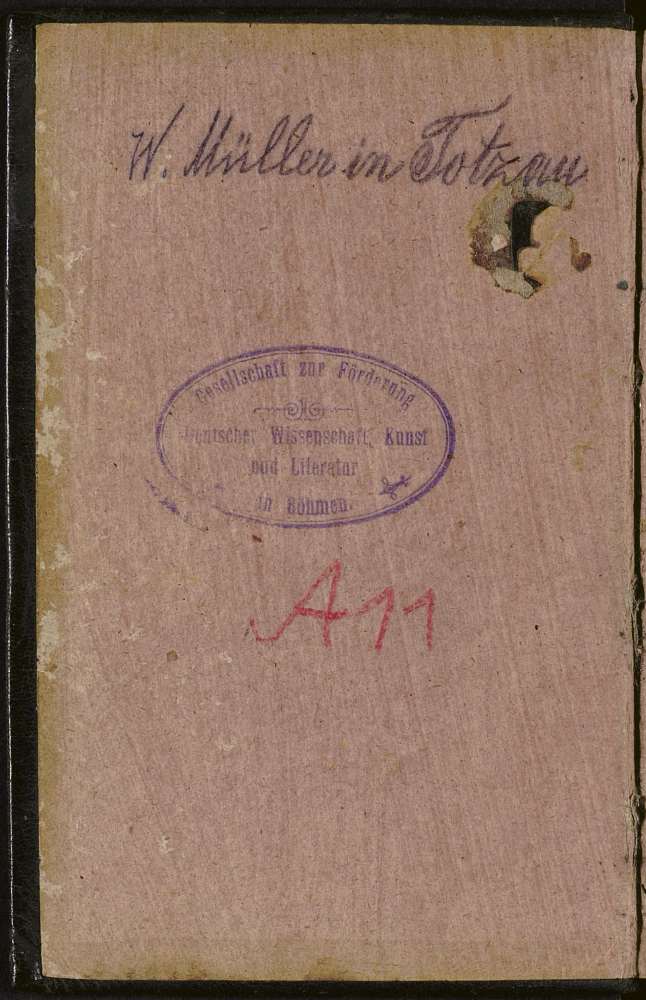 W. Müller in Totzau
Gesellschaft zur Förderung
Deutscher Wissenschaft, Kunst
und Literatur
in Böhmen.
A11